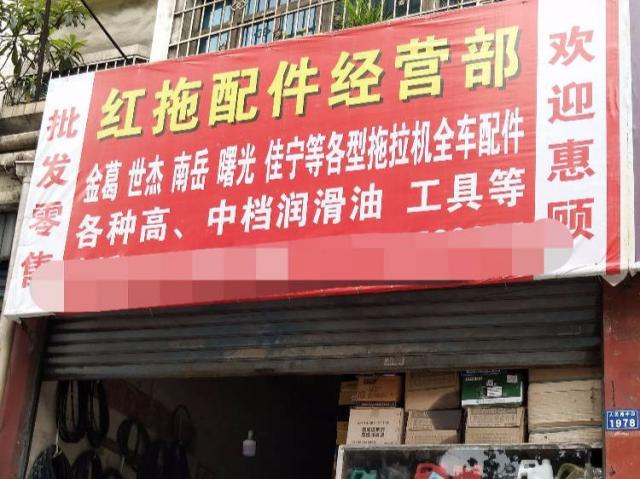 红拖配件经营部
批发零售
金葛 世杰 南岳 曙光 佳宁等各型拖拉机全车配件
各种高、中档润滑油 工具等
欢迎惠顾
1978